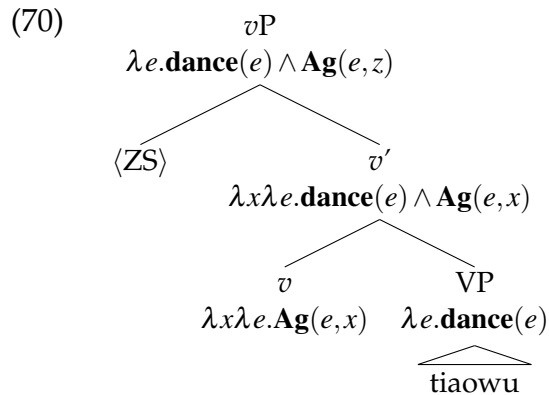 (70)
vP
λe.dance(e) ∧ Ag(e,z)
⟨ZS⟩ v′
λxλe.dance(e) ∧ Ag(e,x)
v VP
λxλe.Ag(e,x) λe.dance(e)
tiaowu